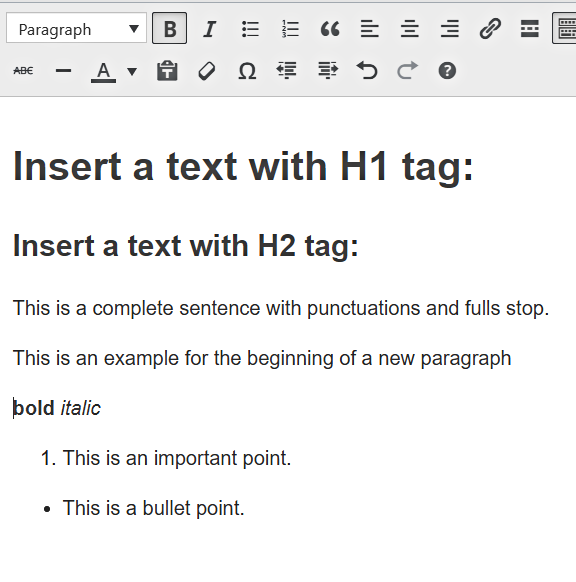 Paragraph
B I
ABC A
Insert a text with H1 tag:
Insert a text with H2 tag:
This is a complete sentence with punctuations and fulls stop.
This is an example for the beginning of a new paragraph
bold italic
1. This is an important point.
• This is a bullet point.